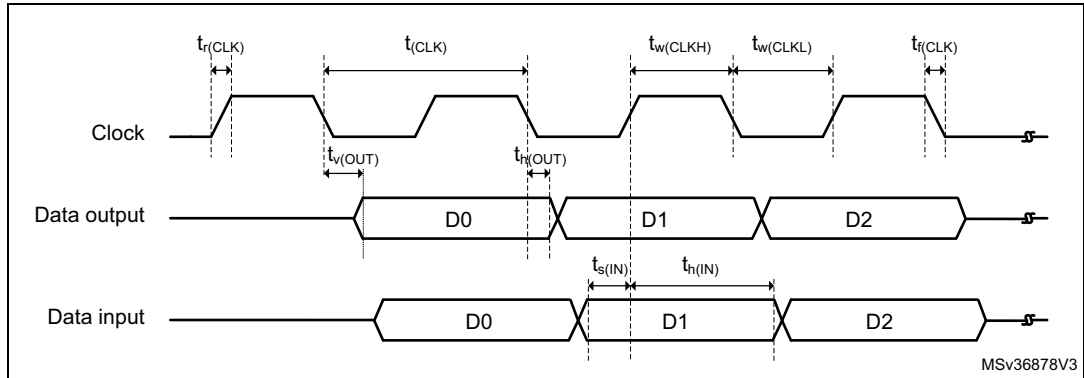 tr(CLK) t(CLK) tw(CLKH) tw(CLKL) tf(CLK)
Clock
tv(OUT) th(OUT)
Data output D0 D1 D2
ts(IN) th(IN)
Data input D0 D1 D2
MSv36878V3